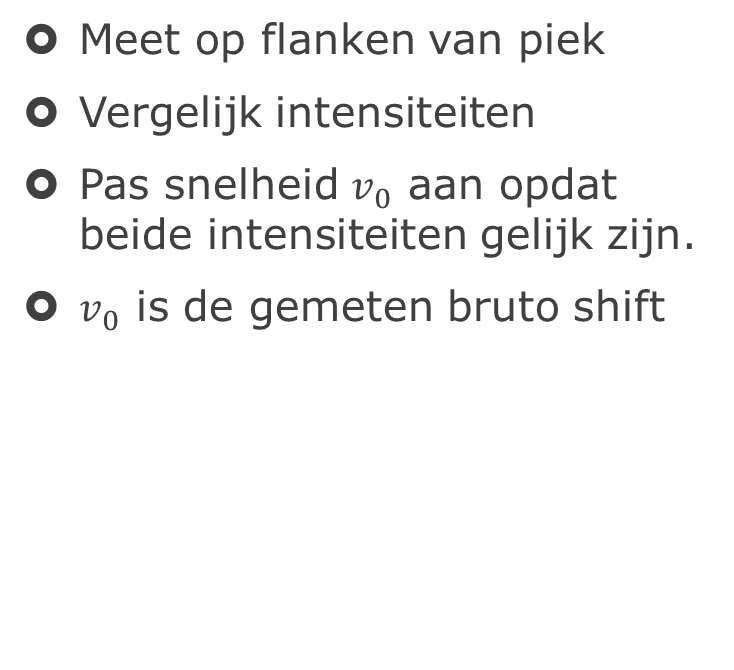 Meet op flanken van piek
Vergelijk intensiteiten
Pas snelheid v₀ aan opdat
beide intensiteiten gelijk zijn.
v₀ is de gemeten bruto shift